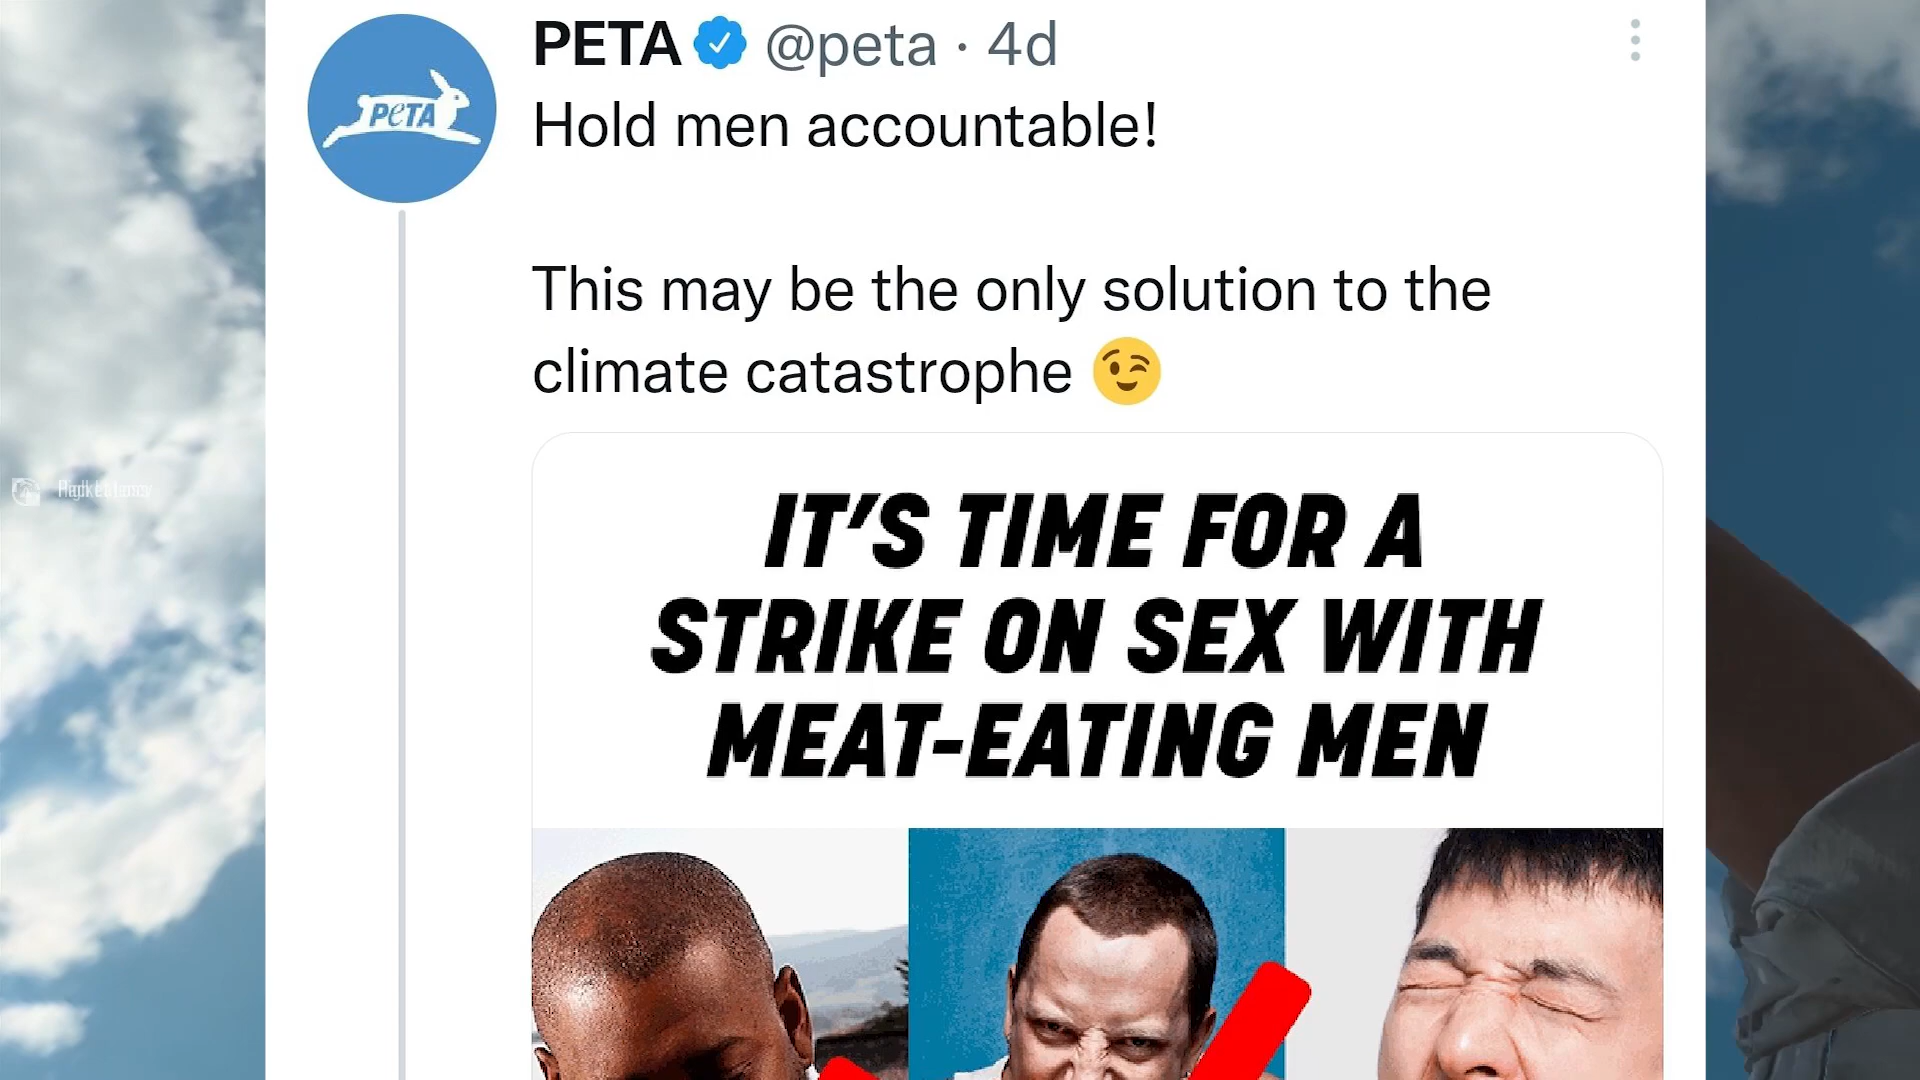 PETA @peta · 4d
Hold men accountable!
This may be the only solution to the
climate catastrophe 😉
PETA
IT'S TIME FOR A
STRIKE ON SEX WITH
MEAT-EATING MEN